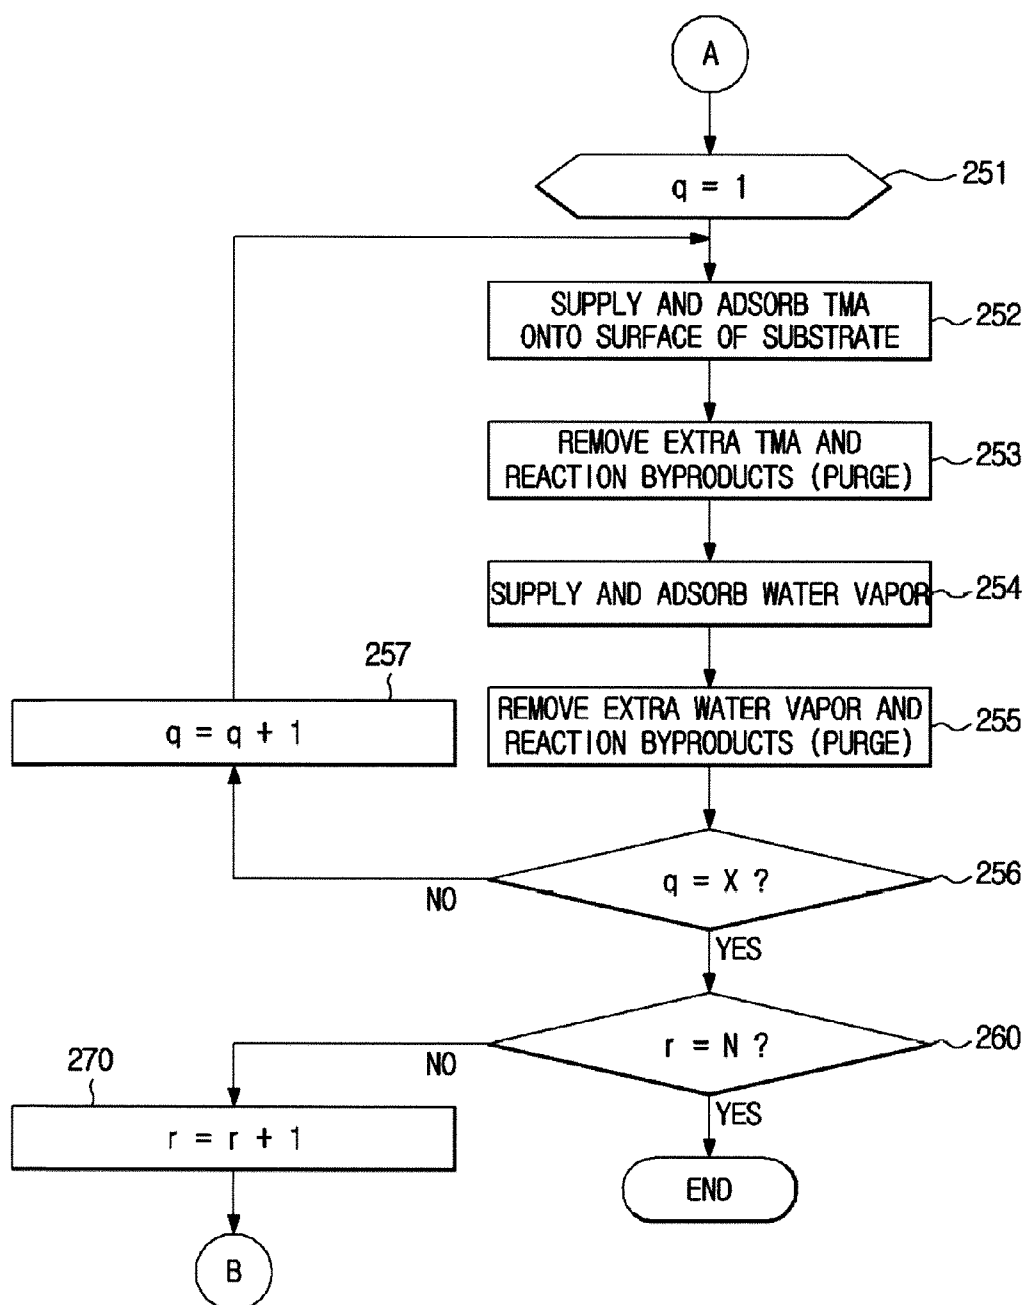 A
q = 1
251
SUPPLY AND ADSORB TMA
ONTO SURFACE OF SUBSTRATE
252
REMOVE EXTRA TMA AND
REACTION BYPRODUCTS (PURGE)
253
SUPPLY AND ADSORB WATER VAPOR
254
257
q = q + 1
REMOVE EXTRA WATER VAPOR AND
REACTION BYPRODUCTS (PURGE)
255
q = X ?
256
NO
YES
r = N ?
260
NO
YES
270
r = r + 1
END
B